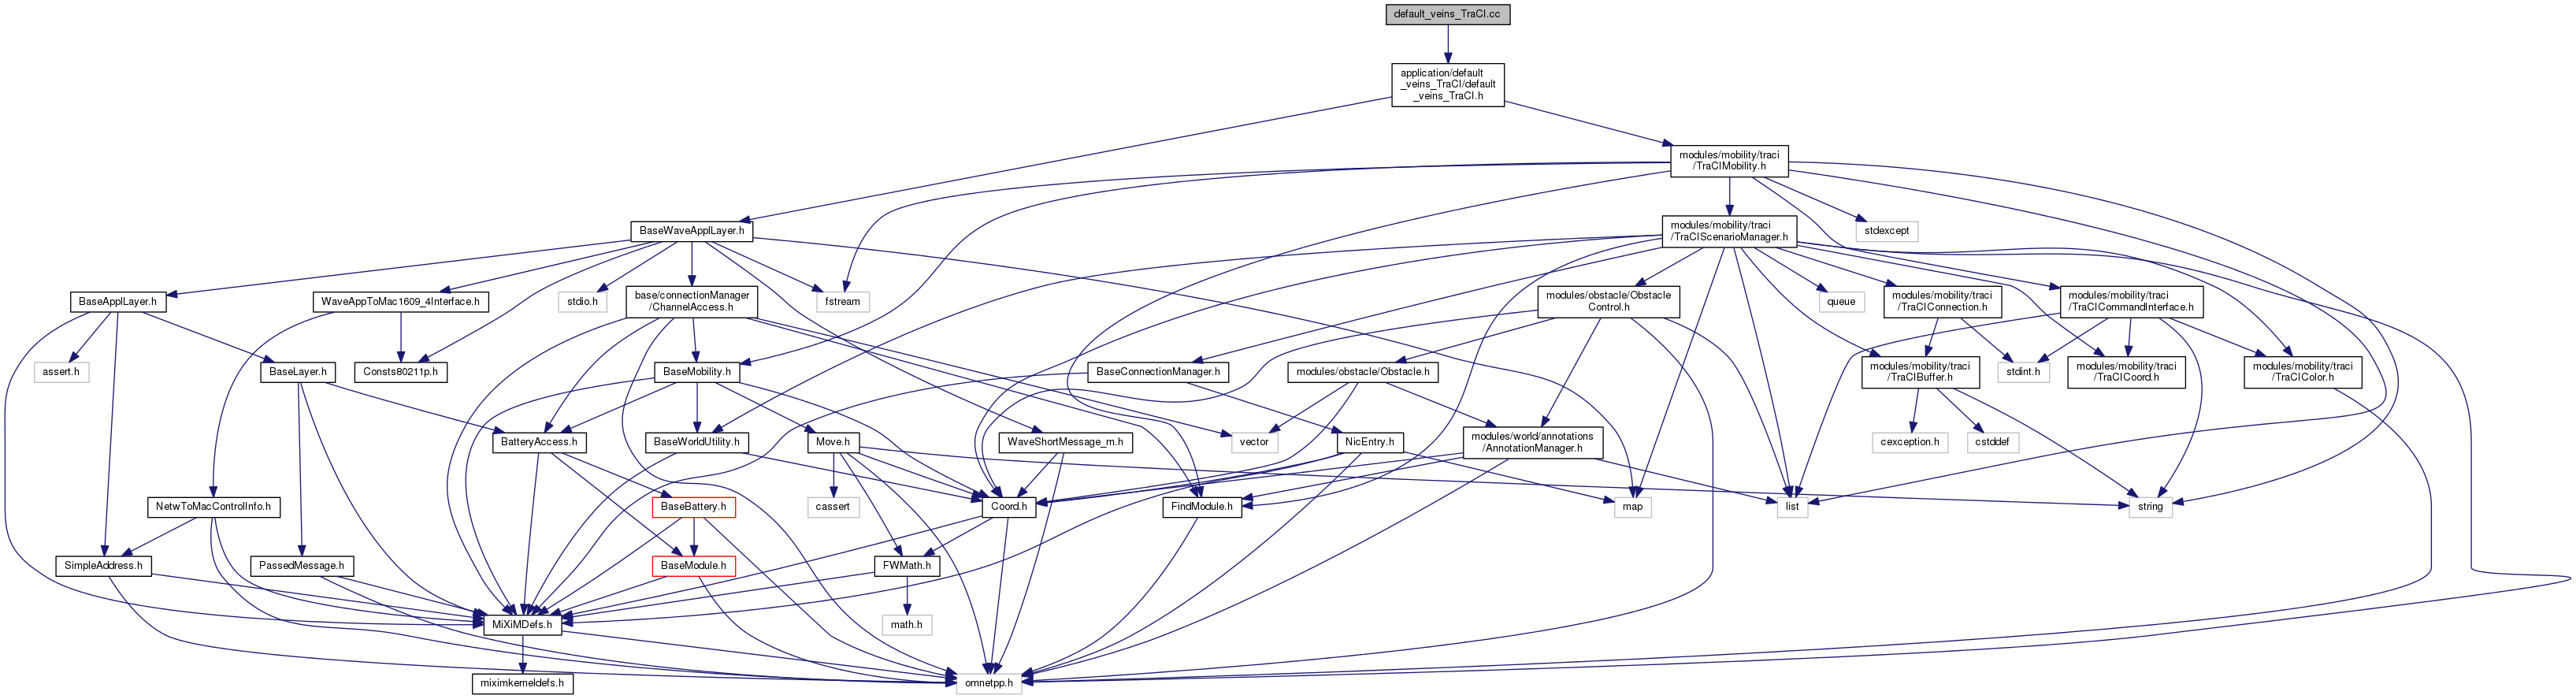 default_veins_TraCI.cc
application/default
_veins_TraCI/default
_veins_TraCI.h
modules/mobility/traci
/TraCIMobility.h
BaseWaveApplLayer.h
modules/mobility/traci
/TraCIScenarioManager.h
stdexcept
BaseApplLayer.h
WaveAppToMac1609_4Interface.h
stdio.h
base/connectionManager
/ChannelAccess.h
fstream
modules/obstacle/Obstacle
Control.h
queue
modules/mobility/traci
/TraCIConnection.h
modules/mobility/traci
/TraCICommandInterface.h
assert.h
BaseLayer.h
Consts80211p.h
BaseMobility.h
BaseConnectionManager.h
modules/obstacle/Obstacle.h
modules/mobility/traci
/TraCIBuffer.h
stdint.h
modules/mobility/traci
/TraCICoord.h
modules/mobility/traci
/TraCIColor.h
BatteryAccess.h
BaseWorldUtility.h
Move.h
WaveShortMessage_m.h
vector
NicEntry.h
modules/world/annotations
/AnnotationManager.h
cexception.h
cstddef
NetwToMacControlInfo.h
BaseBattery.h
cassert
Coord.h
FindModule.h
map
list
string
SimpleAddress.h
PassedMessage.h
BaseModule.h
FWMath.h
MiXiMDefs.h
math.h
miximkerneldefs.h
omnetpp.h